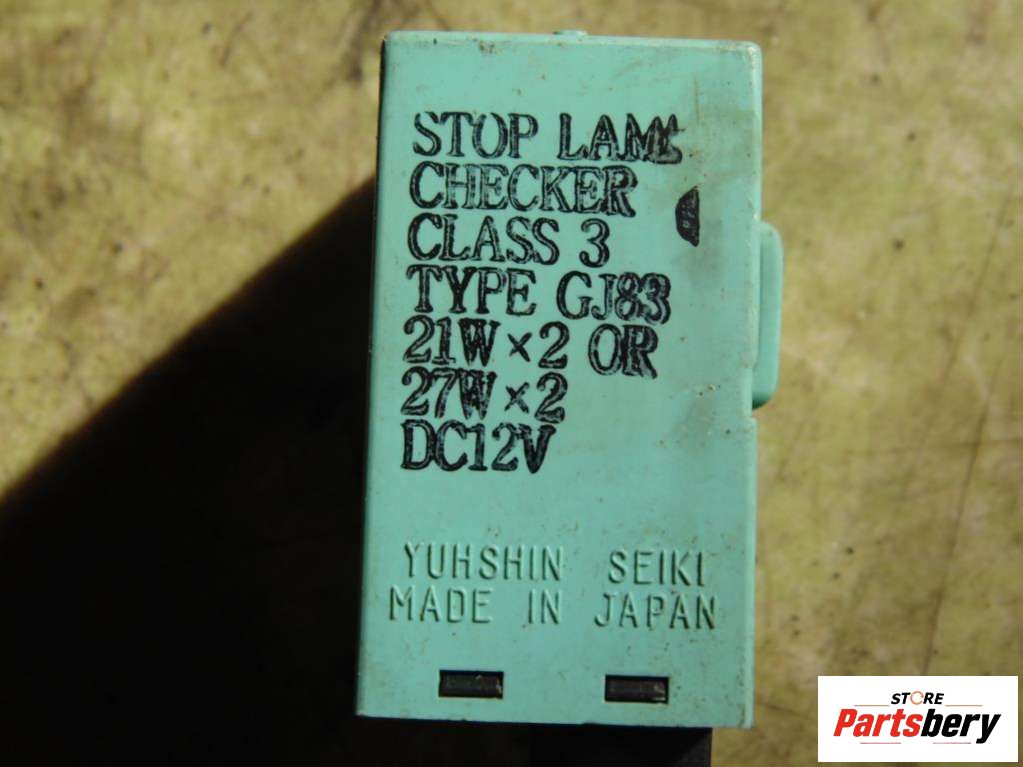 STOP LAMP
CHECKER
CLASS 3
TYPE GJ83
21W×2 OR
27W×2
DC12V
YUHSHIN SEIKI
MADE IN JAPAN
STORE
Partsbery